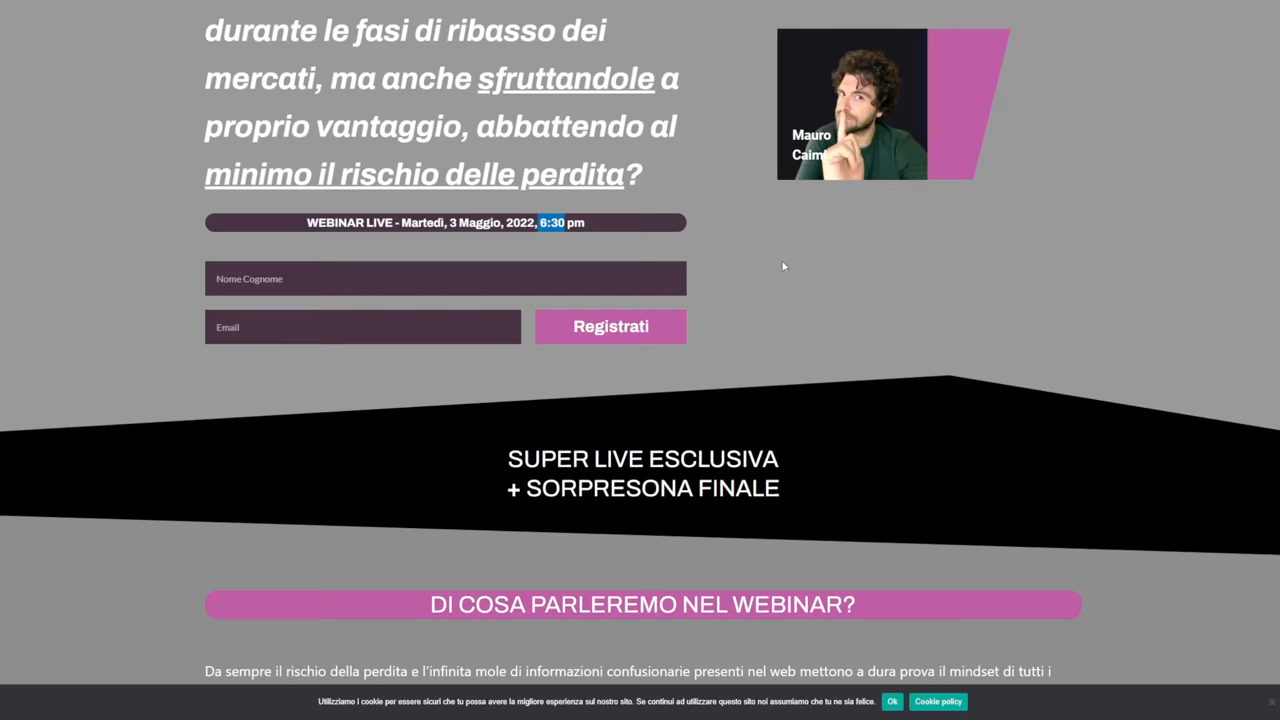 durante le fasi di ribasso dei
mercati, ma anche sfruttandole a
proprio vantaggio, abbattendo al
minimo il rischio delle perdita?
Mauro
Caimi
WEBINAR LIVE - Martedì, 3 Maggio, 2022, 6:30 pm
Nome Cognome
Email
Registrati
SUPER LIVE ESCLUSIVA
+ SORPRESONA FINALE
DI COSA PARLEREMO NEL WEBINAR?
Da sempre il rischio della perdita e l'infinita mole di informazioni confusionarie presenti nel web mettono a dura prova il mindset di tutti i
Utilizziamo i cookie per essere sicuri che tu possa avere la migliore esperienza sul nostro sito. Se continui ad utilizzare questo sito noi assumiamo che tu ne sia felice.
Ok
Cookie policy